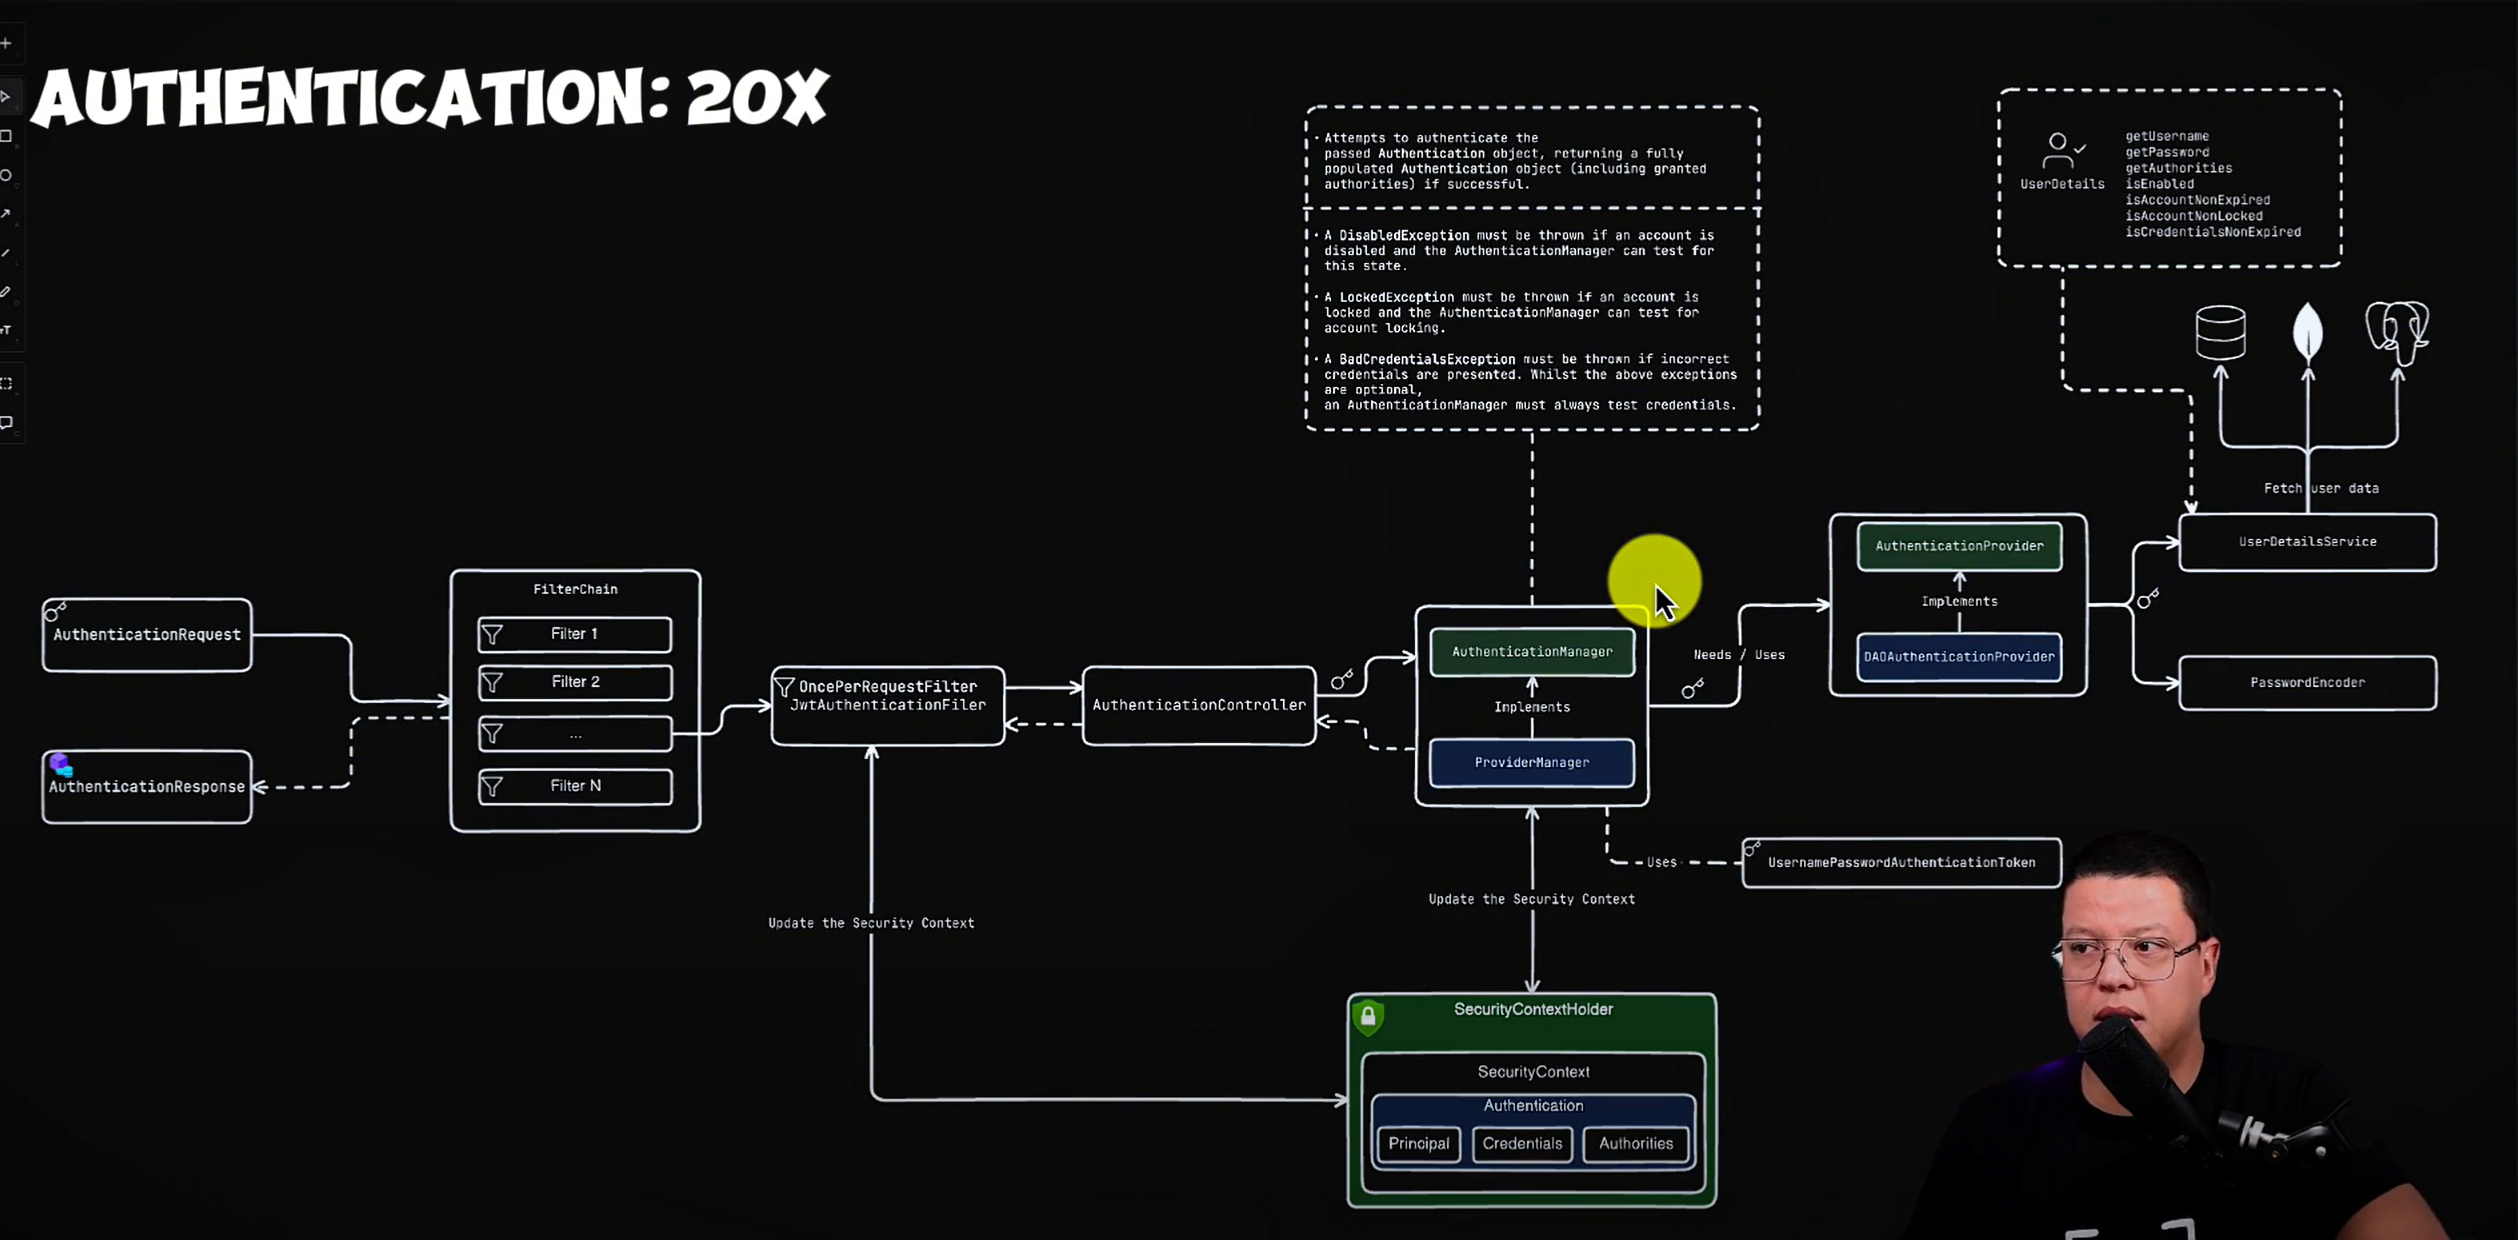 AUTHENTICATION: 20X
• Attempts to authenticate the
passed Authentication object, returning a fully
populated Authentication object (including granted
authorities) if successful.
• A DisabledException must be thrown if an account is
disabled and the AuthenticationManager can test for
this state.
• A LockedException must be thrown if an account is
locked and the AuthenticationManager can test for
account locking.
• A BadCredentialsException must be thrown if incorrect
credentials are presented. Whilst the above exceptions
are optional,
an AuthenticationManager must always test credentials.
UserDetails
getUsername
getPassword
getAuthorities
isEnabled
isAccountNonExpired
isAccountNonLocked
isCredentialsNonExpired
Fetch user data
AuthenticationRequest
AuthenticationResponse
FilterChain
Filter 1
Filter 2
...
Filter N
OncePerRequestFilter
JwtAuthenticationFiler
AuthenticationController
AuthenticationManager
Implements
ProviderManager
Needs / Uses
AuthenticationProvider
Implements
DAOAuthenticationProvider
UserDetailsService
PasswordEncoder
Uses
UsernamePasswordAuthenticationToken
Update the Security Context
Update the Security Context
SecurityContextHolder
SecurityContext
Authentication
Principal
Credentials
Authorities